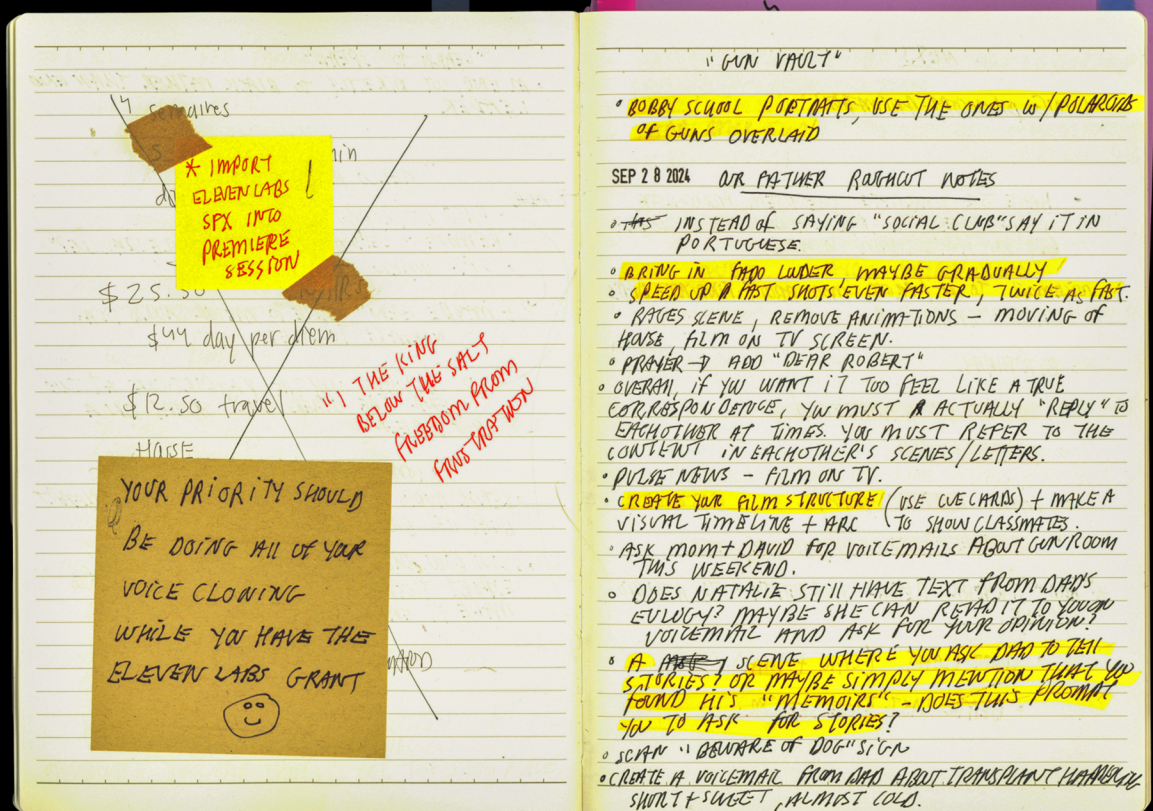 14 semaines
* IMPORT
ELEVEN LABS
SFX INTO
PREMIERE
SESSION
!
min
$25.50
$44 day per diem
$12.50 travel
House
"1 THE KING
BELOW THE SALT
FREEDOM FROM
FRUSTRATION
YOUR PRIORITY SHOULD
BE DOING ALL OF YOUR
VOICE CLONING
WHILE YOU HAVE THE
ELEVEN LABS GRANT
"GUN VAULT"
• BOBBY SCHOOL PORTRAITS, USE THE ONES W/POLAROIDS
OF GUNS OVERLAID
SEP 28 2024 OUR FATHER ROUGHCUT NOTES
• INSTEAD OF SAYING "SOCIAL CLUB" SAY IT IN
PORTUGUESE.
• BRING IN FADO LOUDER, MAYBE GRADUALLY
• SPEED UP FAST SHOTS EVEN FASTER, TWICE AS FAST.
• RACES SCENE, REMOVE ANIMATIONS - MOVING OF
HOUSE, FILM ON TV SCREEN.
• PRAYER → ADD "DEAR ROBERT"
• OVERALL, IF YOU WANT IT TOO FEEL LIKE A TRUE
CORRESPONDENCE, YOU MUST ACTUALLY "REPLY" TO
EACHOTHER AT TIMES. YOU MUST REFER TO THE
CONTENT IN EACHOTHER'S SCENES/LETTERS.
• PULSE NEWS - FILM ON TV.
• CREATE YOUR FILM STRUCTURE (USE CUE CARDS) + MAKE A
VISUAL TIMELINE + ARC TO SHOW CLASSMATES.
• ASK MOM + DAVID FOR VOICEMAILS ABOUT GUN ROOM
THIS WEEKEND.
• DOES NATALIE STILL HAVE TEXT FROM DAD'S
EULOGY? MAYBE SHE CAN READ IT TO YOU ON
VOICEMAIL AND ASK FOR YOUR OPINION?
• A SCENE WHERE YOU ASK DAD TO TELL
STORIES? OR MAYBE SIMPLY MENTION THAT YOU
FOUND HIS "MEMOIRS" - DOES THIS PROMPT
YOU TO ASK FOR STORIES?
• SCAN "BEWARE OF DOG" SIGN
• CREATE A VOICEMAIL FROM DAD ABOUT TRANSPLANT HAPPENING
SHORT + SWEET, ALMOST COLD.